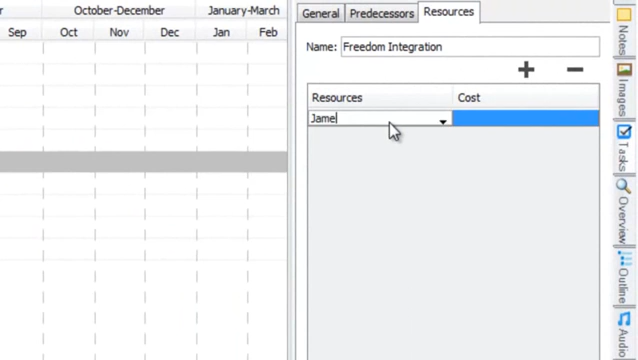 October-December
January-March
Sep
Oct
Nov
Dec
Jan
Feb
General
Predecessors
Resources
Name:
Freedom Integration
Resources
Cost
Jame
Notes
Images
Tasks
Overview
Outline
Audio